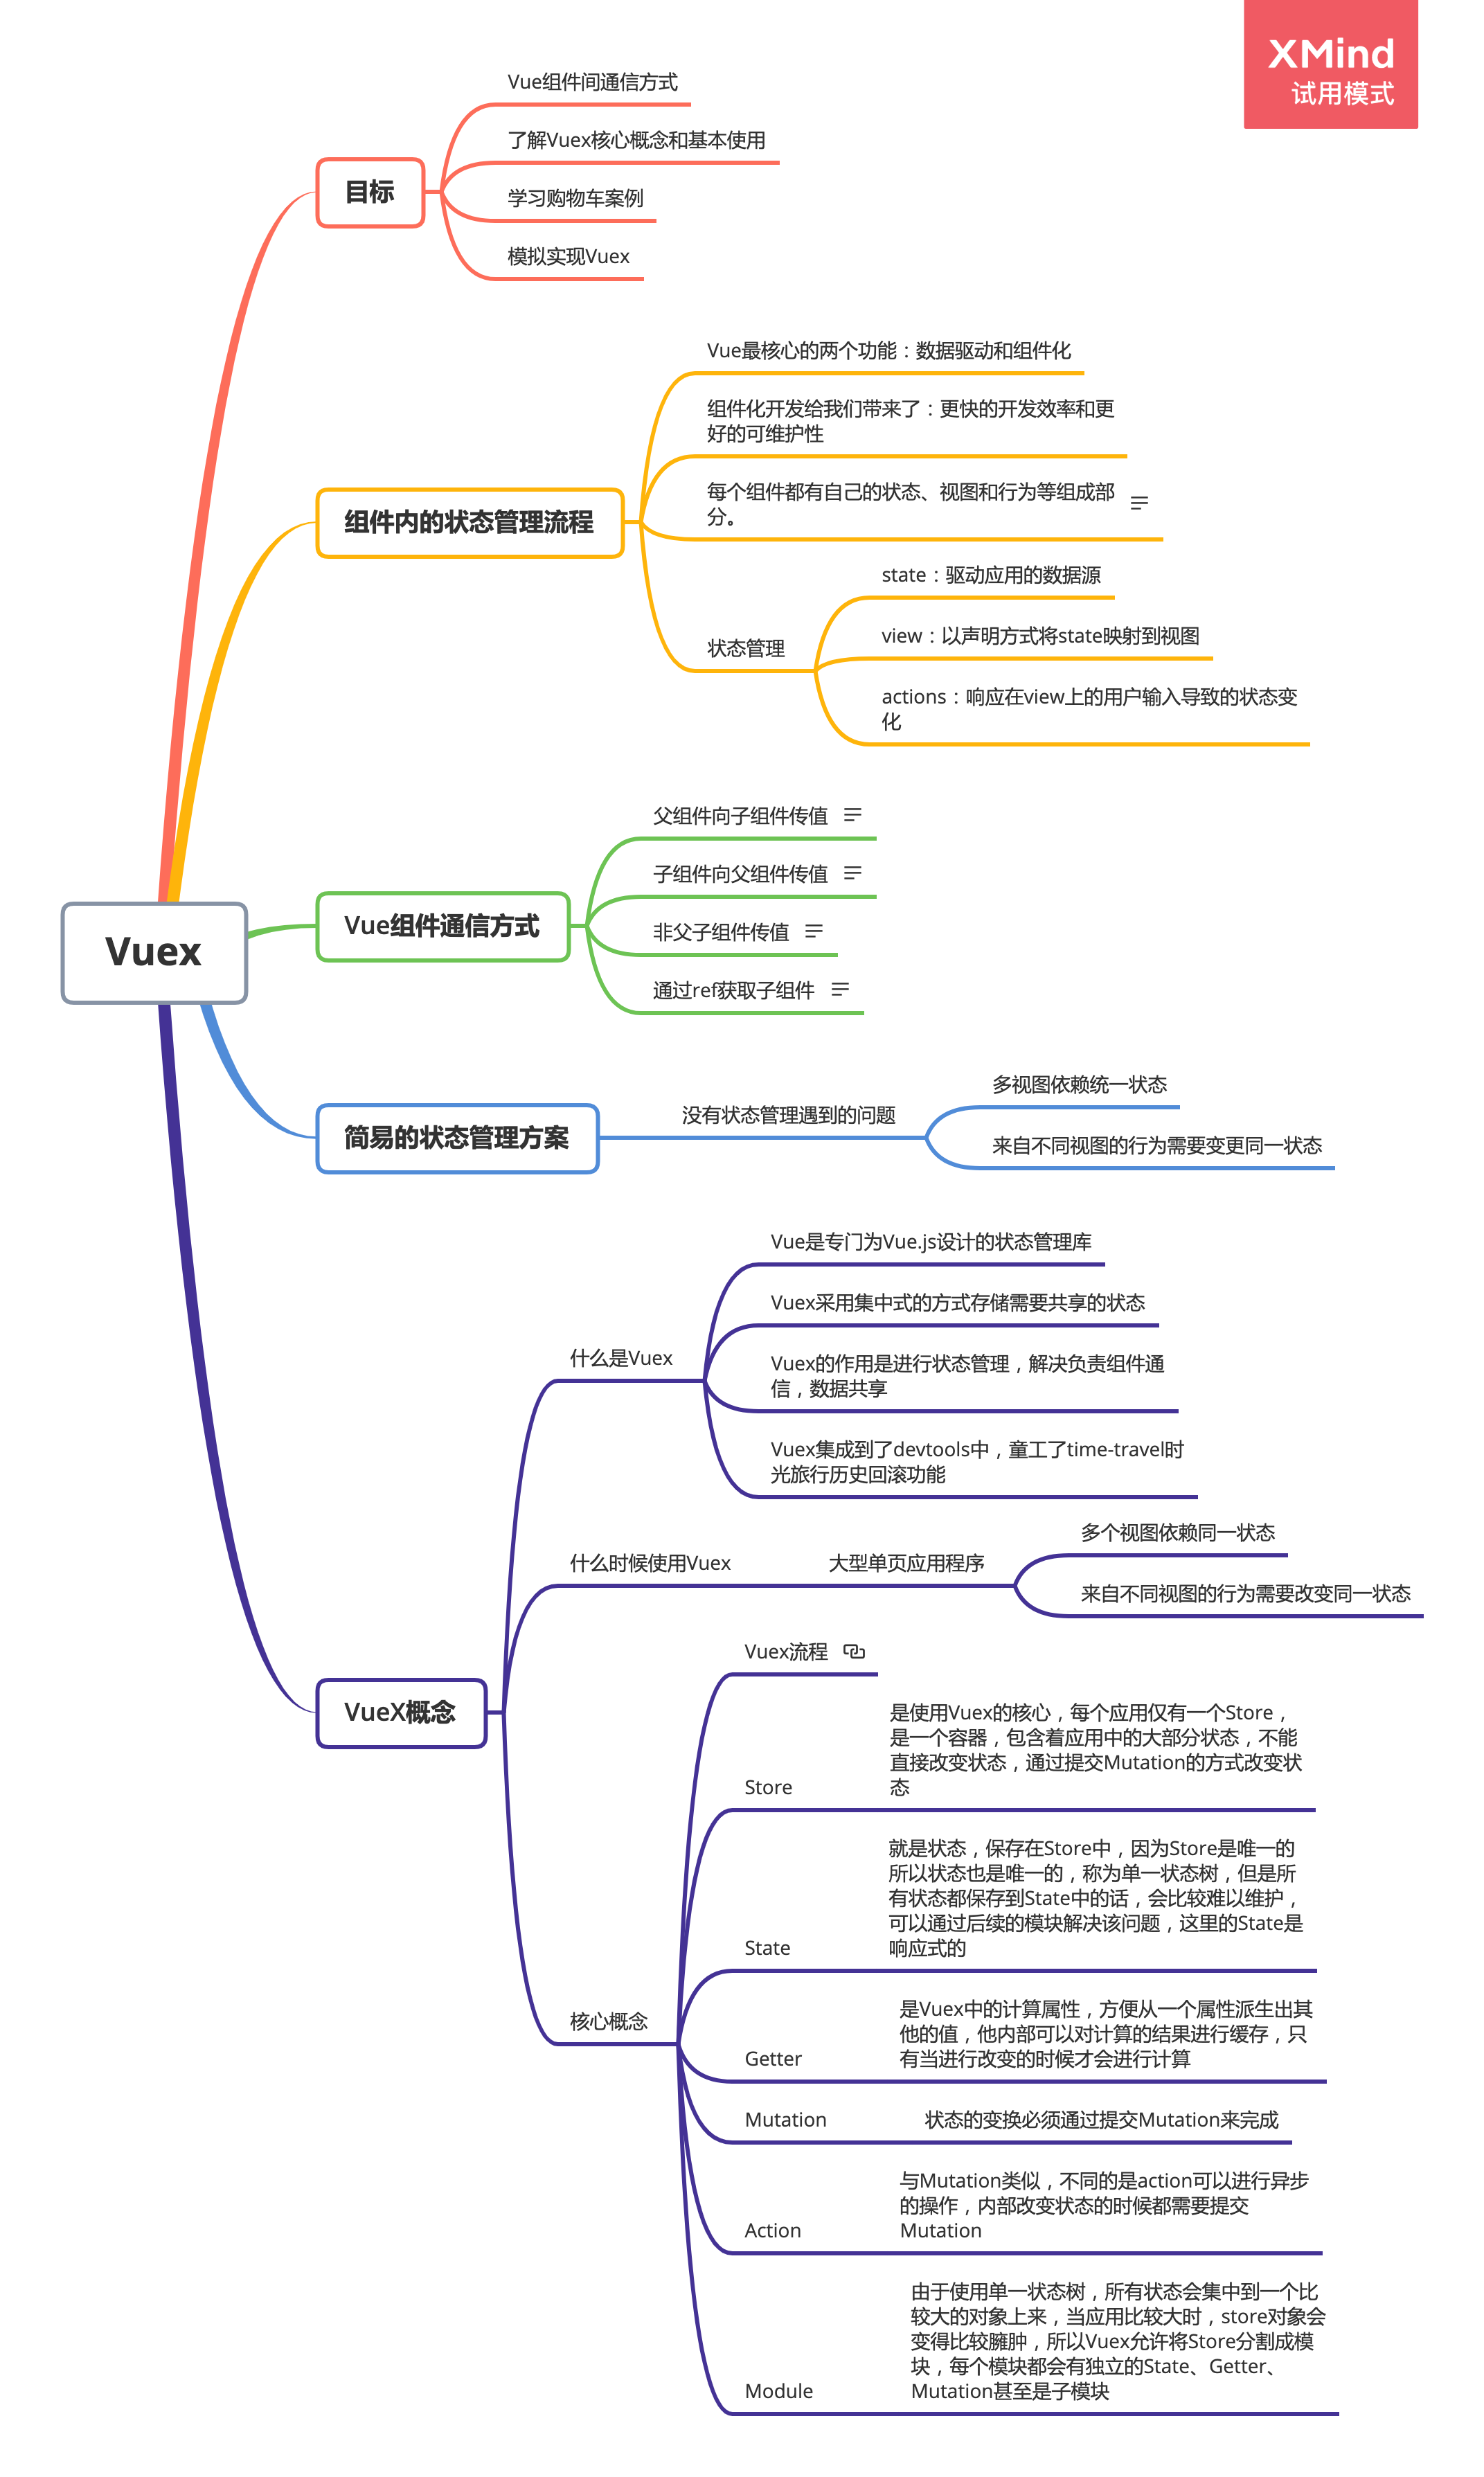 XMind
试用模式
Vuex
目标
Vue组件间通信方式
了解Vuex核心概念和基本使用
学习购物车案例
模拟实现Vuex
组件内的状态管理流程
Vue最核心的两个功能：数据驱动和组件化
组件化开发给我们带来了：更快的开发效率和更
好的可维护性
每个组件都有自己的状态、视图和行为等组成部
分。
状态管理
state：驱动应用的数据源
view：以声明方式将state映射到视图
actions：响应在view上的用户输入导致的状态变
化
Vue组件通信方式
父组件向子组件传值
子组件向父组件传值
非父子组件传值
通过ref获取子组件
简易的状态管理方案
没有状态管理遇到的问题
多视图依赖统一状态
来自不同视图的行为需要变更同一状态
VueX概念
什么是Vuex
Vue是专门为Vue.js设计的状态管理库
Vuex采用集中式的方式存储需要共享的状态
Vuex的作用是进行状态管理，解决负责组件通
信，数据共享
Vuex集成到了devtools中，童工了time-travel时
光旅行历史回滚功能
什么时候使用Vuex
大型单页应用程序
多个视图依赖同一状态
来自不同视图的行为需要改变同一状态
核心概念
Vuex流程
Store
是使用Vuex的核心，每个应用仅有一个Store，
是一个容器，包含着应用中的大部分状态，不能
直接改变状态，通过提交Mutation的方式改变状
态
State
就是状态，保存在Store中，因为Store是唯一的
所以状态也是唯一的，称为单一状态树，但是所
有状态都保存到State中的话，会比较难以维护，
可以通过后续的模块解决该问题，这里的State是
响应式的
Getter
是Vuex中的计算属性，方便从一个属性派生出其
他的值，他内部可以对计算的结果进行缓存，只
有当进行改变的时候才会进行计算
Mutation
状态的变换必须通过提交Mutation来完成
Action
与Mutation类似，不同的是action可以进行异步
的操作，内部改变状态的时候都需要提交
Mutation
Module
由于使用单一状态树，所有状态会集中到一个比
较大的对象上来，当应用比较大时，store对象会
变得比较臃肿，所以Vuex允许将Store分割成模
块，每个模块都会有独立的State、Getter、
Mutation甚至是子模块